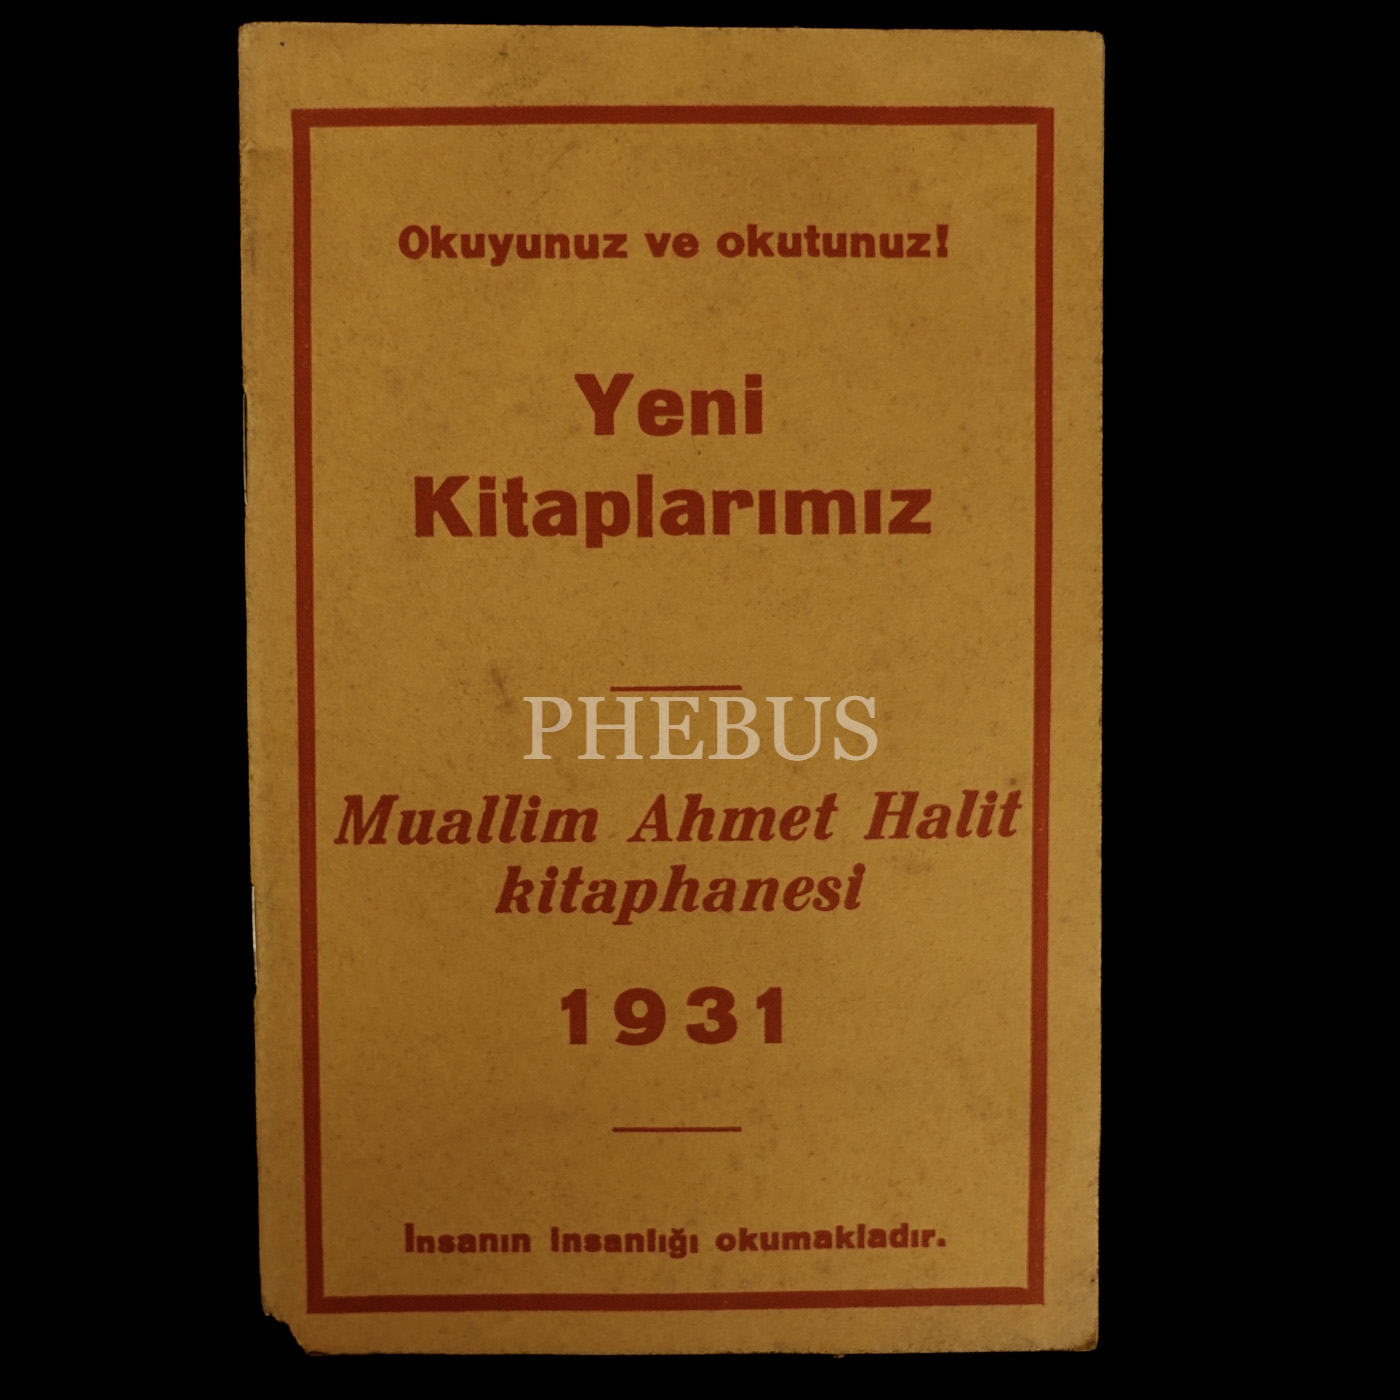 Okuyunuz ve okutunuz!
Yeni
Kitaplarımız
PHEBUS
Muallim Ahmet Halit
kitaphanesi
1931
İnsanın insanlığı okumakladır.